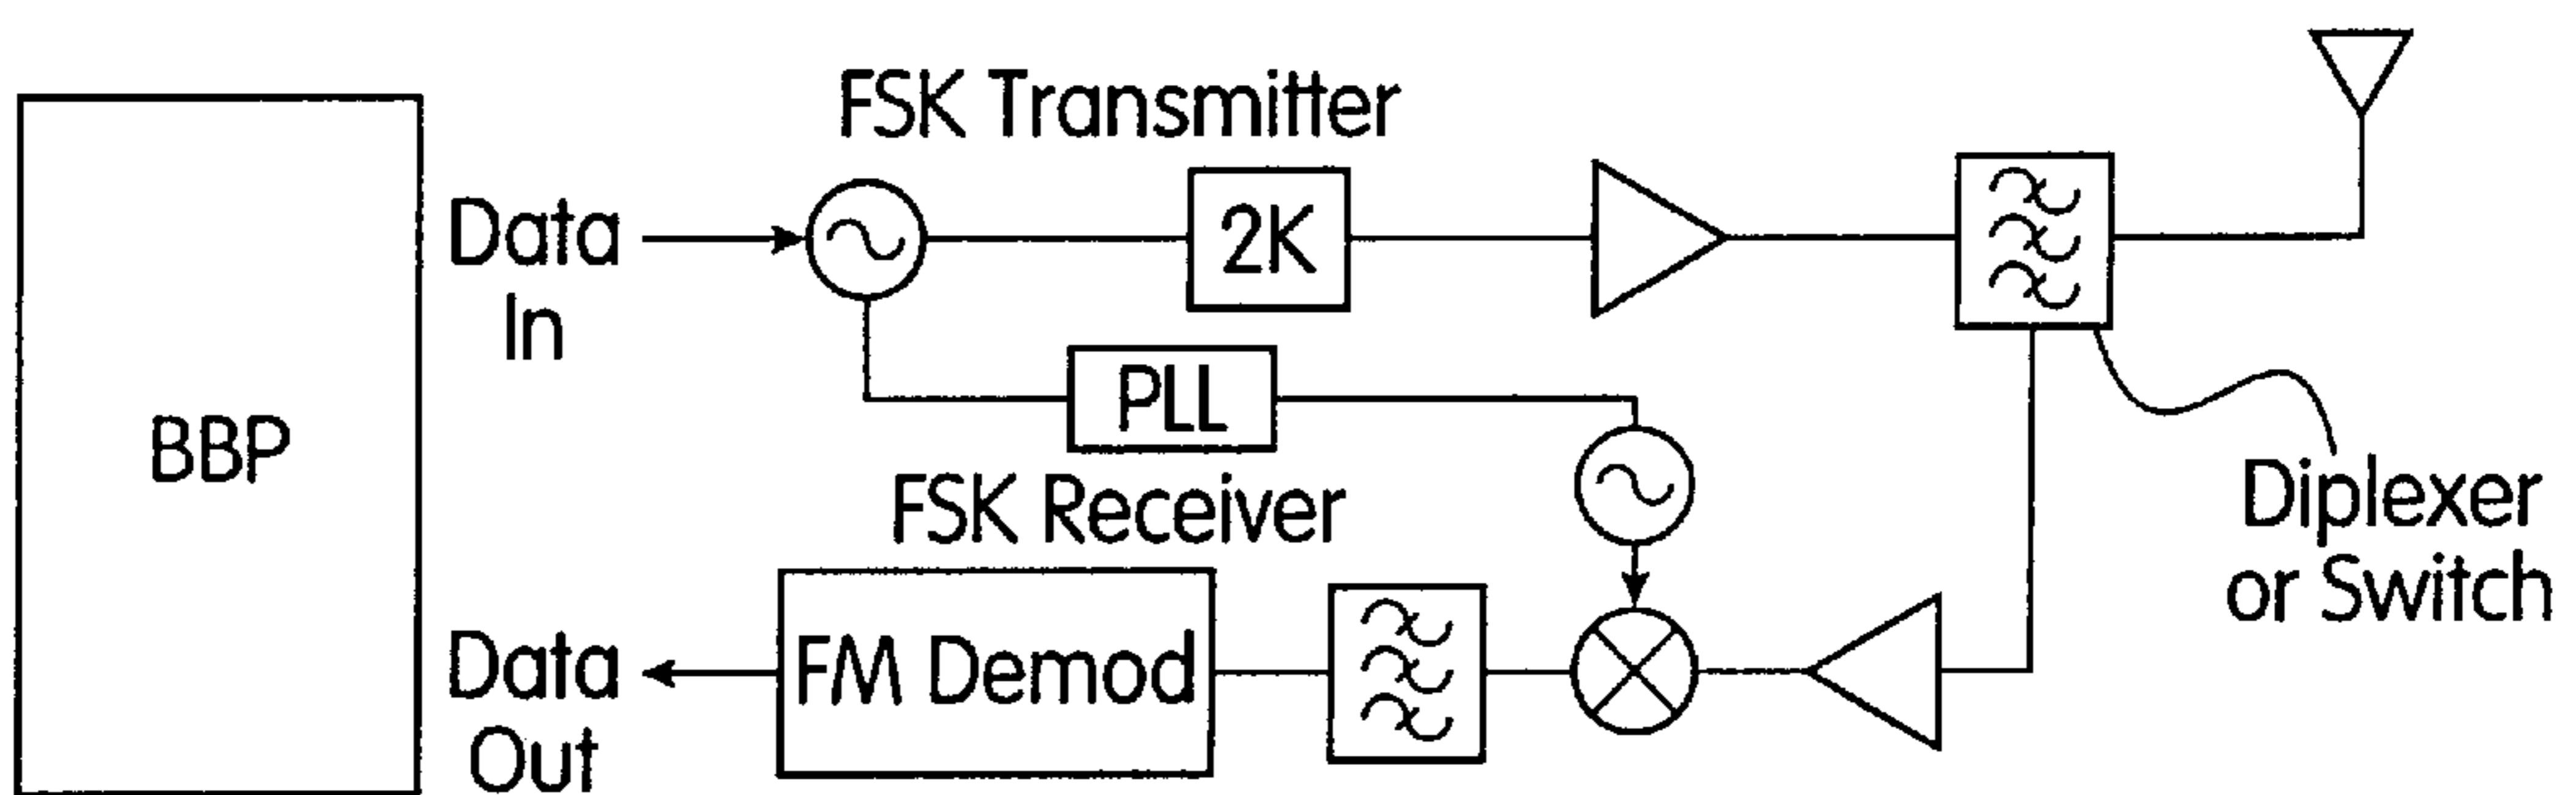 FSK Transmitter
Data
In
2K
BBP
PLL
FSK Receiver
Diplexer
or Switch
FM Demod
Data
Out